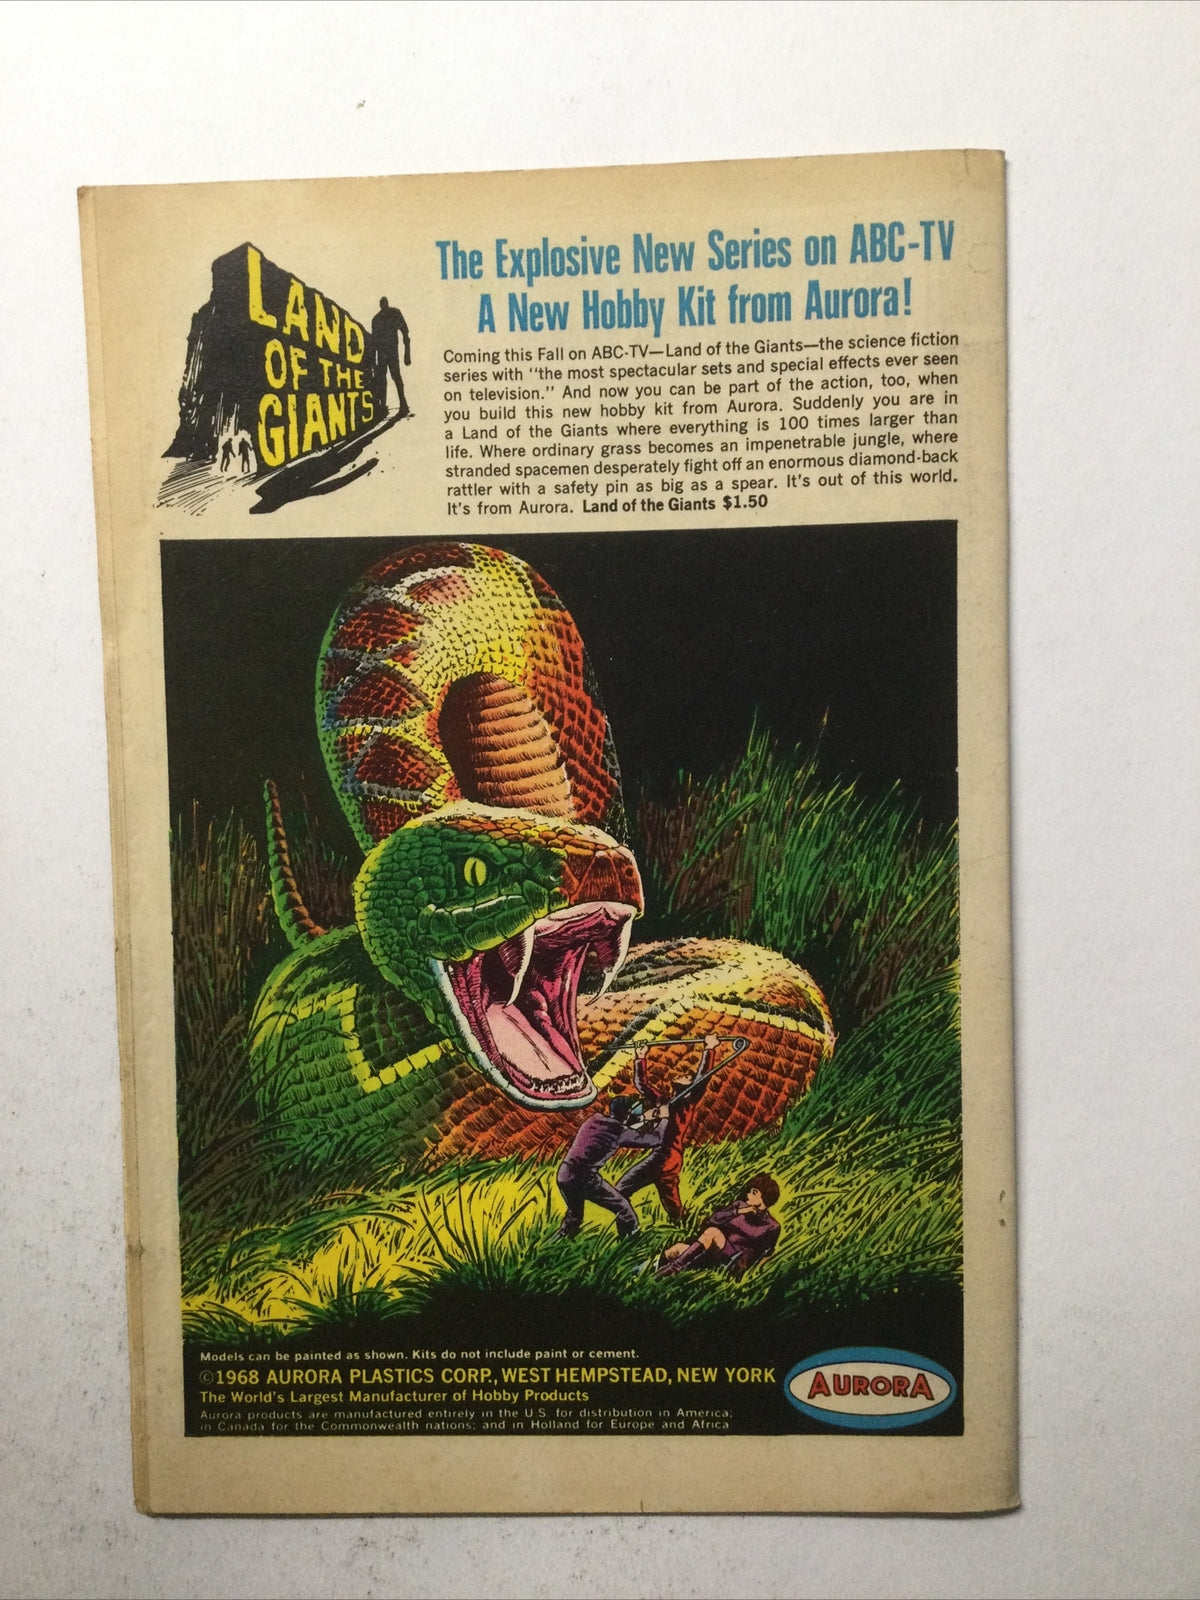 LAND
OF THE
GIANTS
The Explosive New Series on ABC-TV
A New Hobby Kit from Aurora!
Coming this Fall on ABC-TV—Land of the Giants—the science fiction
series with "the most spectacular sets and special effects ever seen
on television." And now you can be part of the action, too, when
you build this new hobby kit from Aurora. Suddenly you are in
a Land of the Giants where everything is 100 times larger than
life. Where ordinary grass becomes an impenetrable jungle, where
stranded spacemen desperately fight off an enormous diamond-back
rattler with a safety pin as big as a spear. It's out of this world.
It's from Aurora. Land of the Giants $1.50
Models can be painted as shown. Kits do not include paint or cement.
©1968 AURORA PLASTICS CORP., WEST HEMPSTEAD, NEW YORK
The World's Largest Manufacturer of Hobby Products
Aurora products are manufactured entirely in the U.S. for distribution in America;
in Canada for the Commonwealth nations; and in Holland for Europe and Africa
AURORA